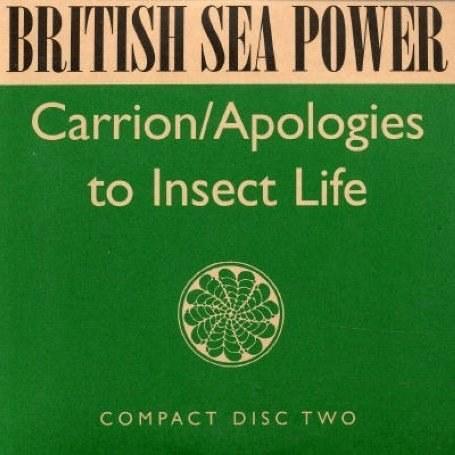 BRITISH SEA POWER
Carrion/Apologies
to Insect Life
COMPACT DISC TWO